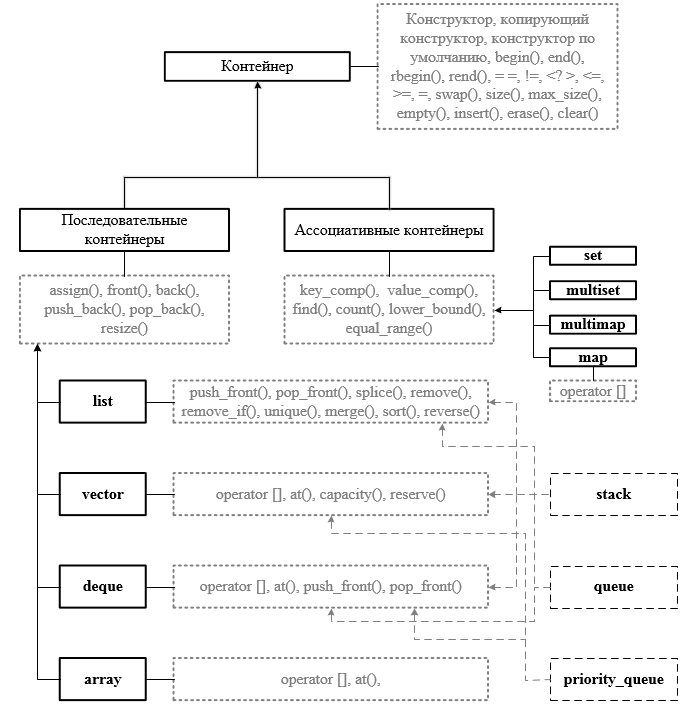 Конструктор, копирующий
конструктор, конструктор по
умолчанию, begin(), end(),
rbegin(), rend(), = =, !=, <? >, <=,
>=, =, swap(), size(), max_size(),
empty(), insert(), erase(), clear()
Контейнер
Последовательные
контейнеры
Ассоциативные контейнеры
assign(), front(), back(),
push_back(), pop_back(),
resize()
key_comp(), value_comp(),
find(), count(), lower_bound(),
equal_range()
set
multiset
multimap
map
operator []
list
push_front(), pop_front(), splice(), remove(),
remove_if(), unique(), merge(), sort(), reverse()
vector
operator [], at(), capacity(), reserve()
stack
deque
operator [], at(), push_front(), pop_front()
queue
array
operator [], at(),
priority_queue